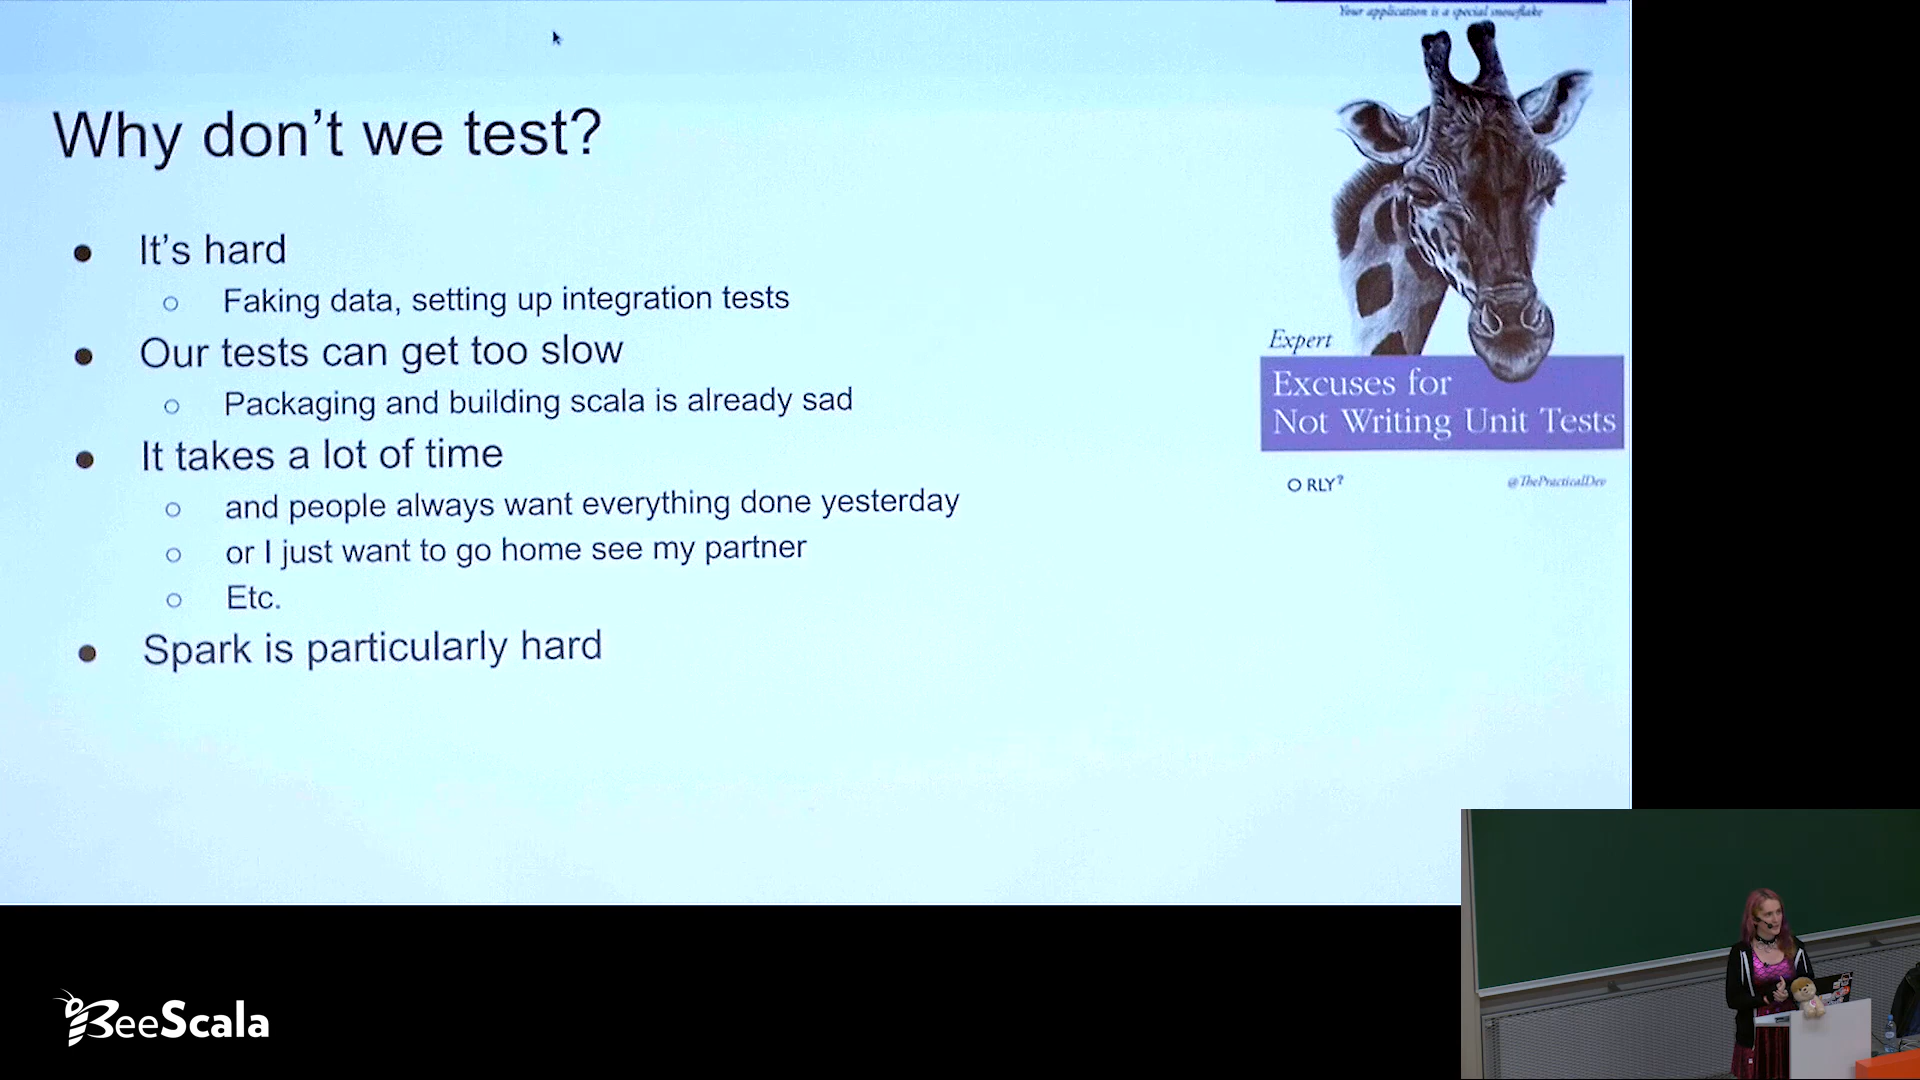 Your application is a special snowflake
Why don't we test?
● It's hard
○ Faking data, setting up integration tests
● Our tests can get too slow
○ Packaging and building scala is already sad
● It takes a lot of time
○ and people always want everything done yesterday
○ or I just want to go home see my partner
○ Etc.
● Spark is particularly hard
Expert
Excuses for
Not Writing Unit Tests
O RLY?
@ThePracticalDev
BeeScala